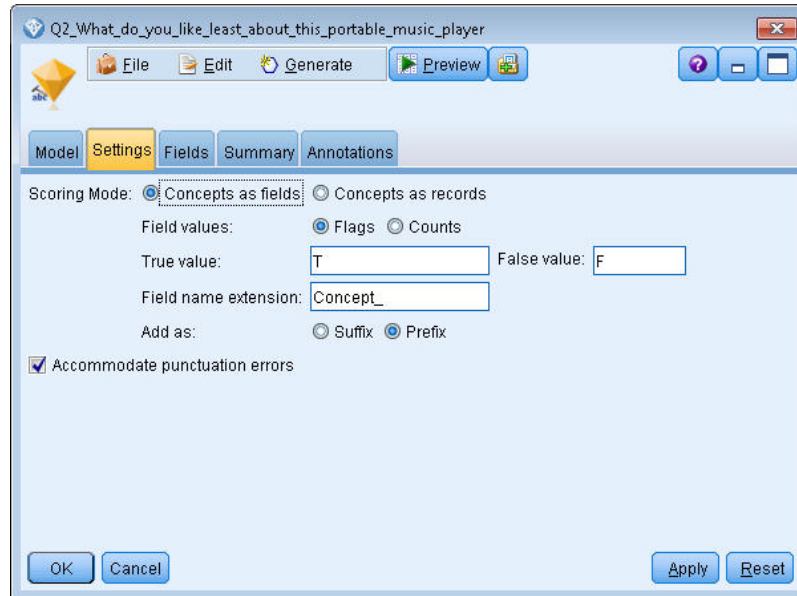 Q2_What_do_you_like_least_about_this_portable_music_player
File Edit Generate Preview ?
abc
Model Settings Fields Summary Annotations
Scoring Mode: Concepts as fields Concepts as records
Field values: Flags Counts
True value: T False value: F
Field name extension: Concept_
Add as: Suffix Prefix
Accommodate punctuation errors
OK Cancel Apply Reset